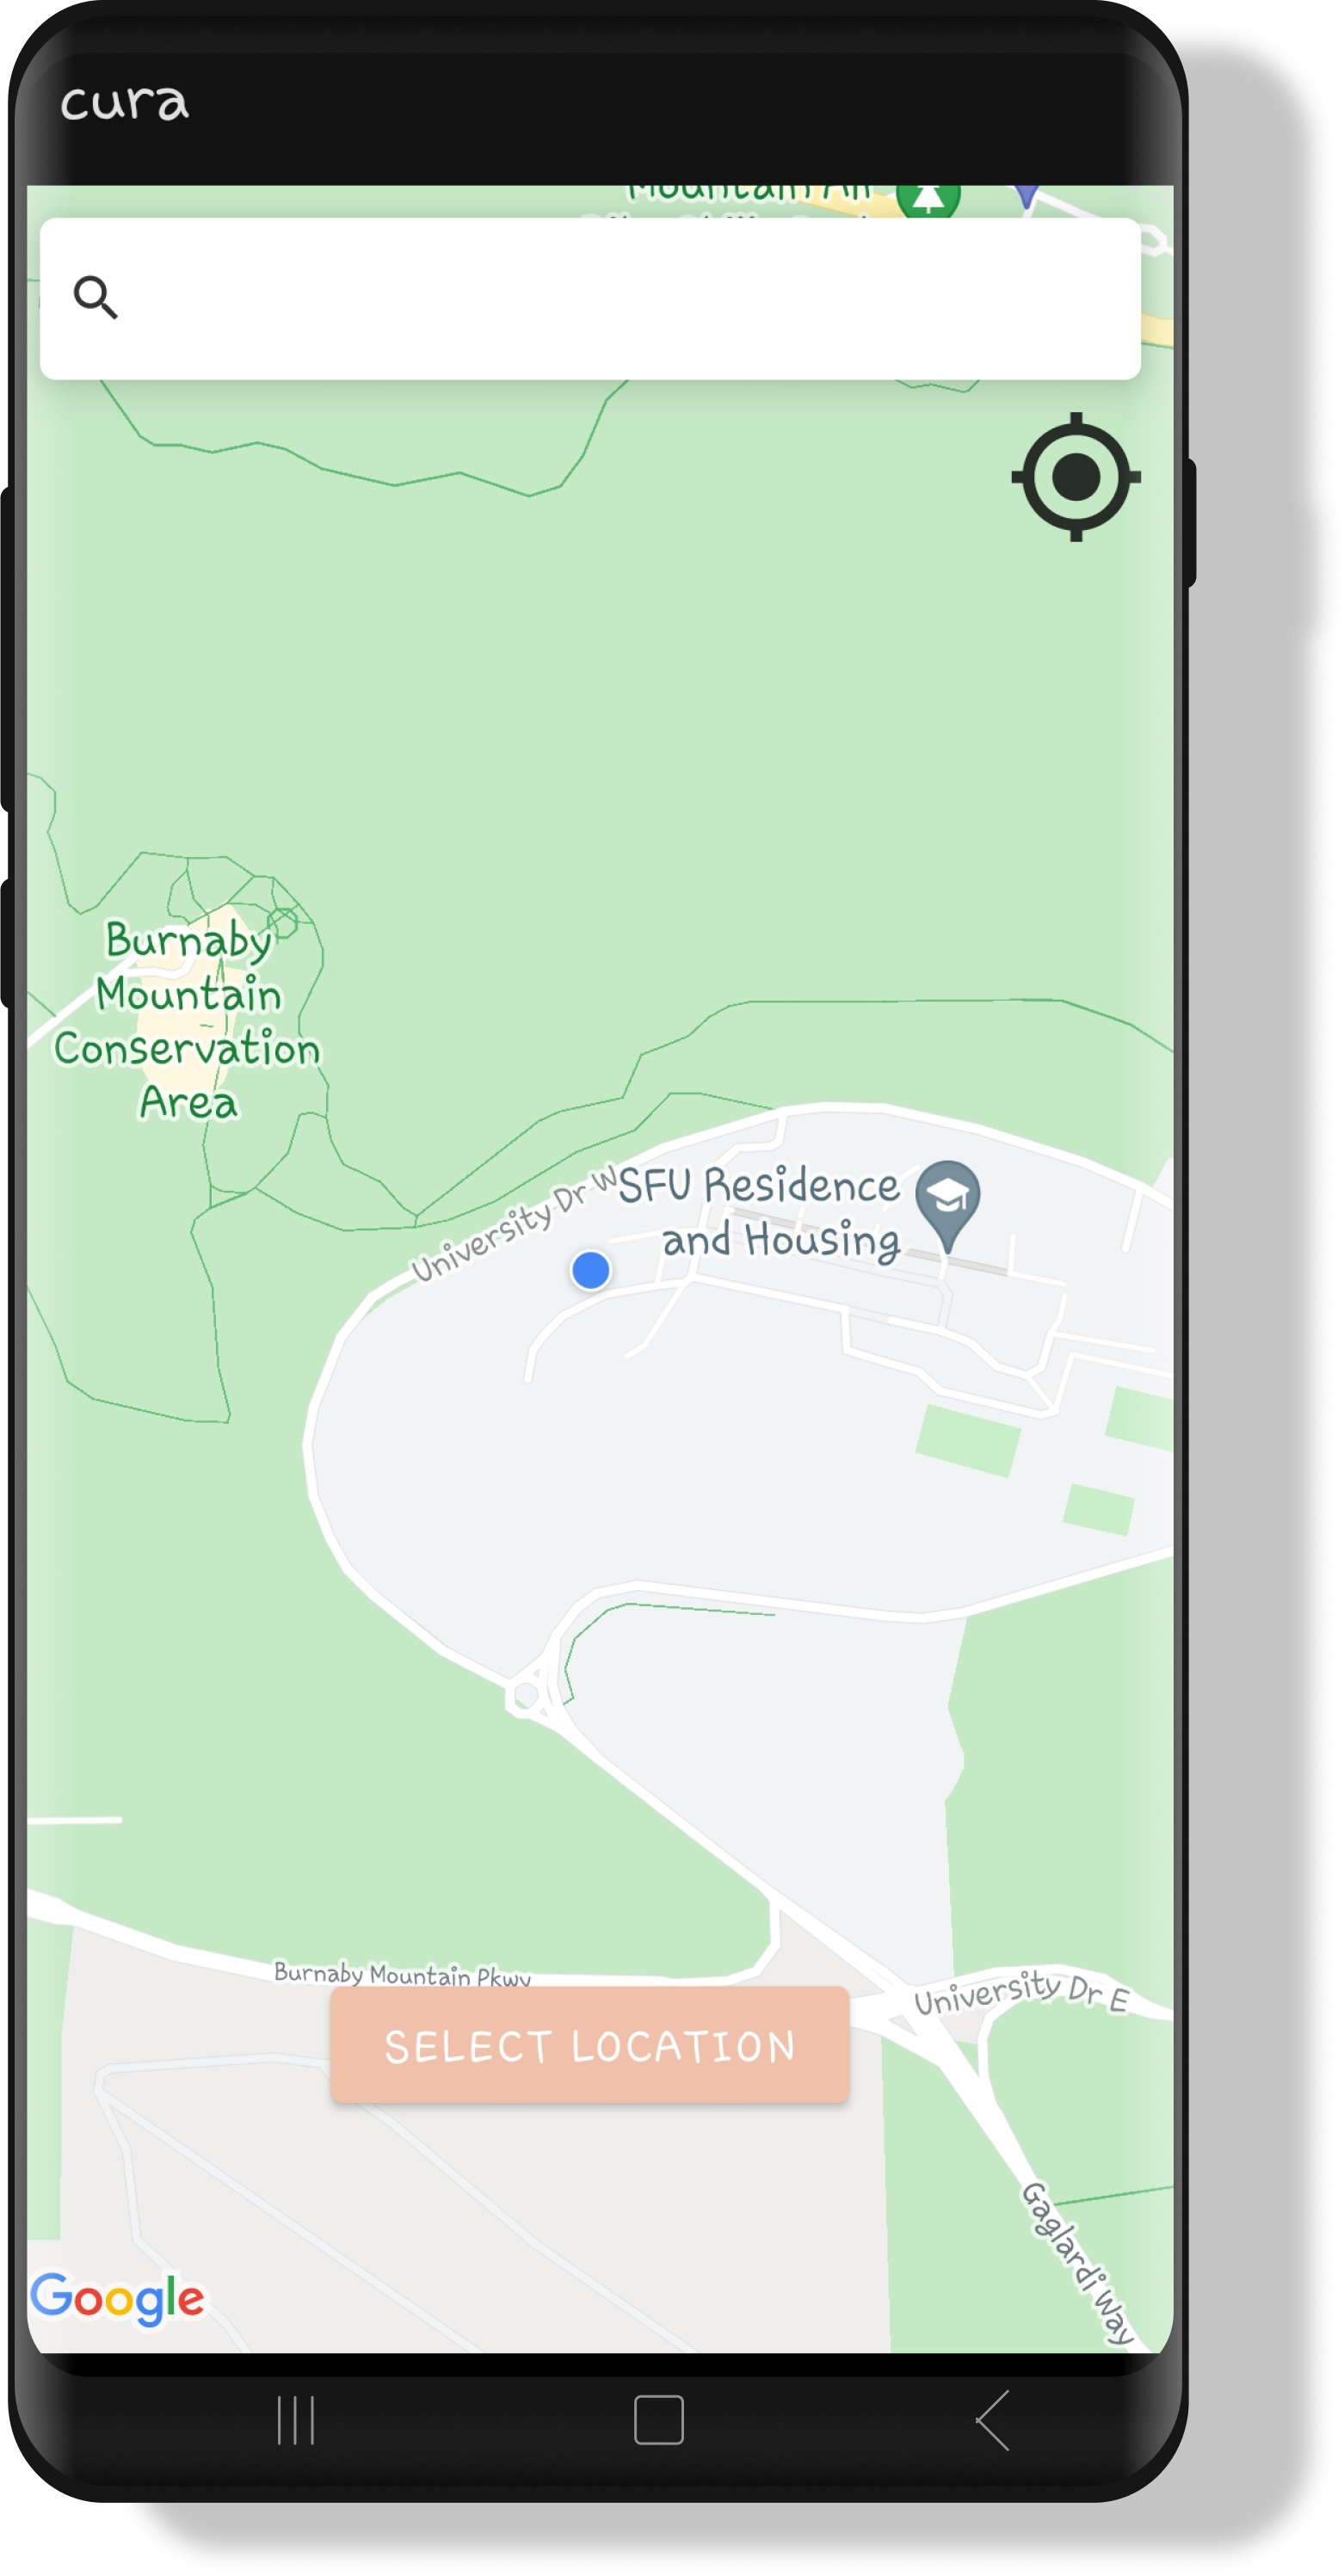 cura
Mountain Air
Burnaby
Mountain
Conservation
Area
University Dr W
SFU Residence
and Housing
Burnaby Mountain Pkwy
University Dr E
SELECT LOCATION
Gaglardi Way
Google